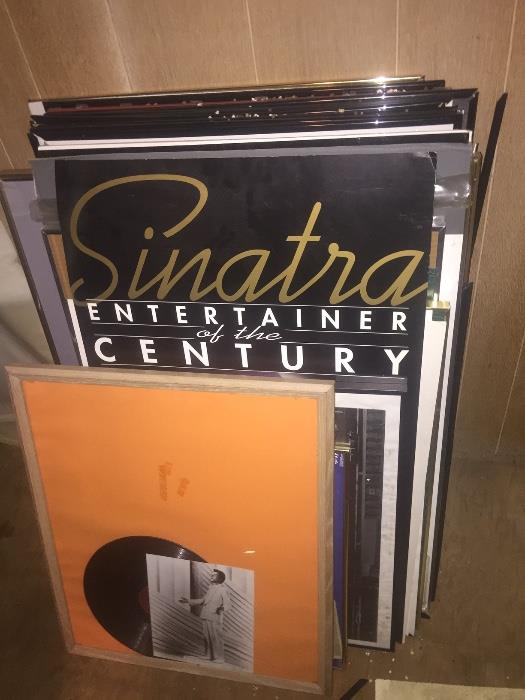 Sinatra
ENTERTAINER
of the
CENTURY